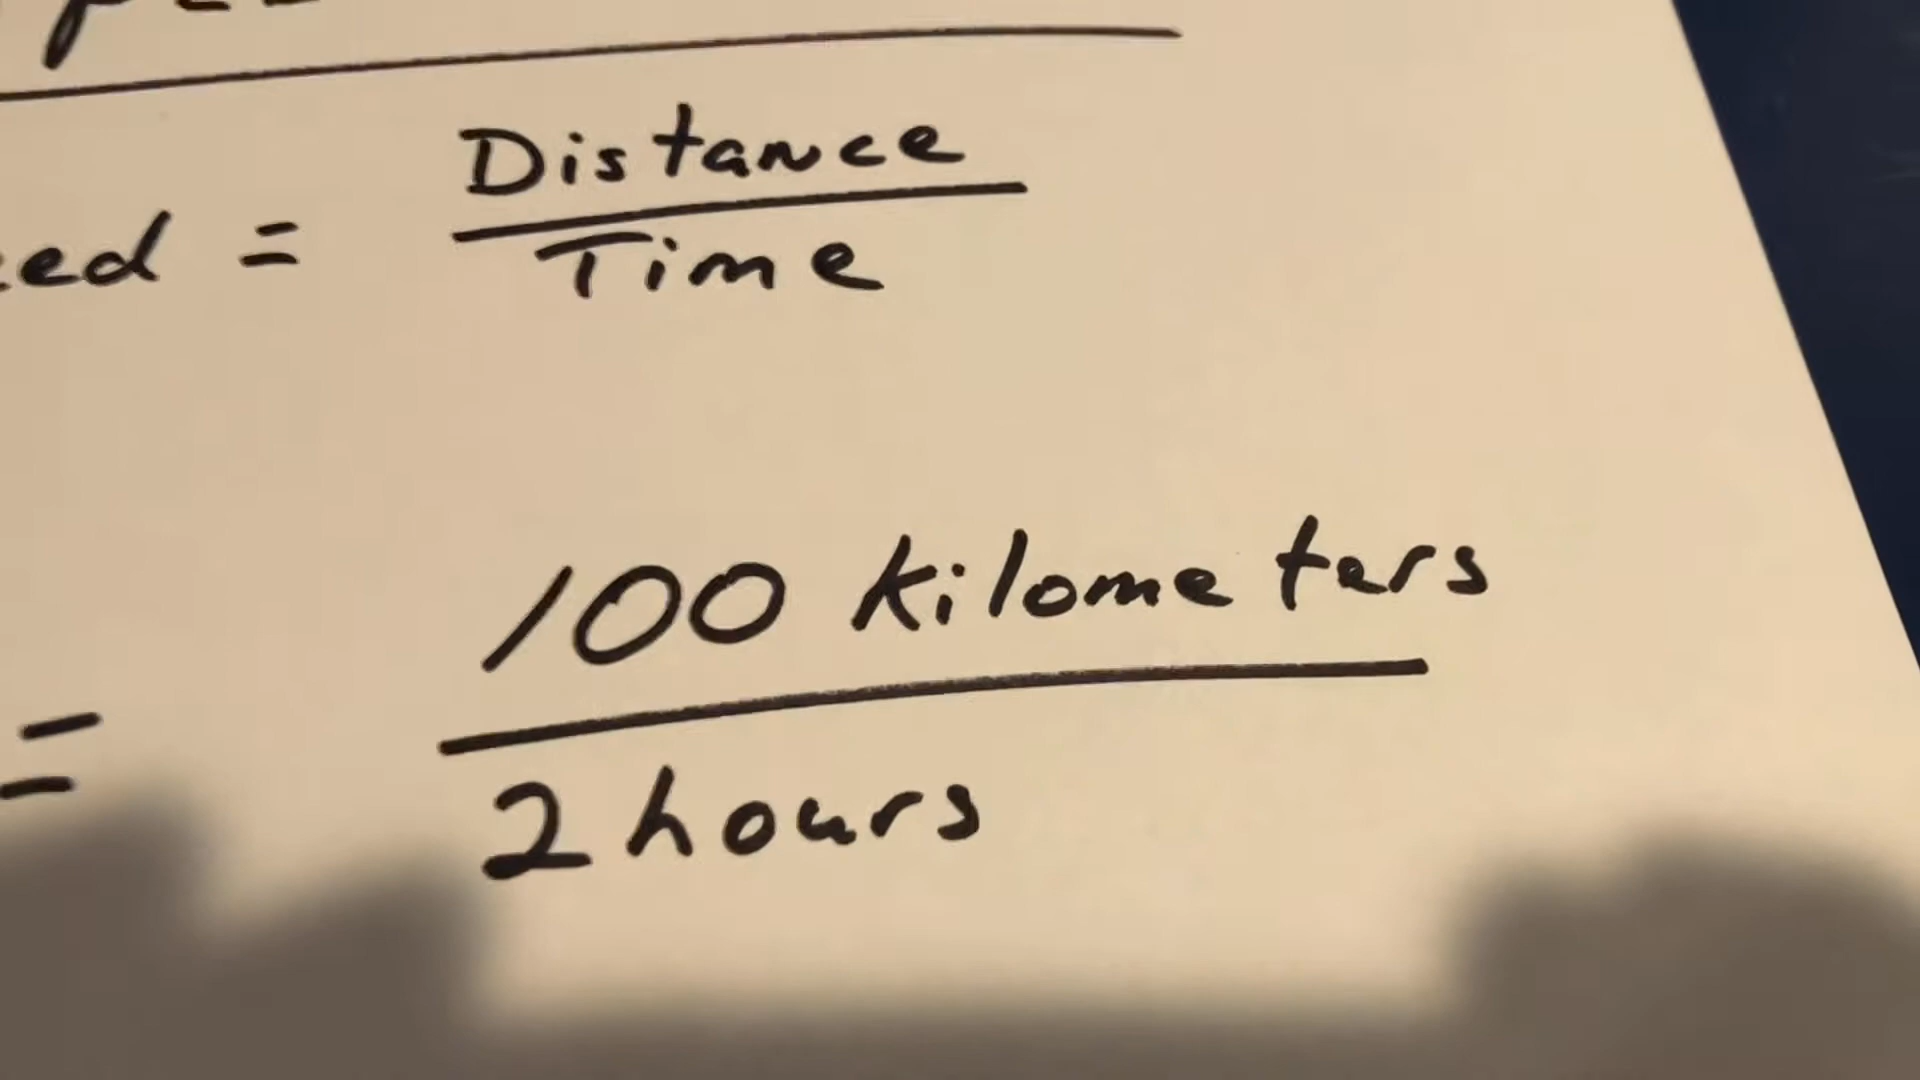 Distance
ed = 
Time
100 kilometers
=
2 hours